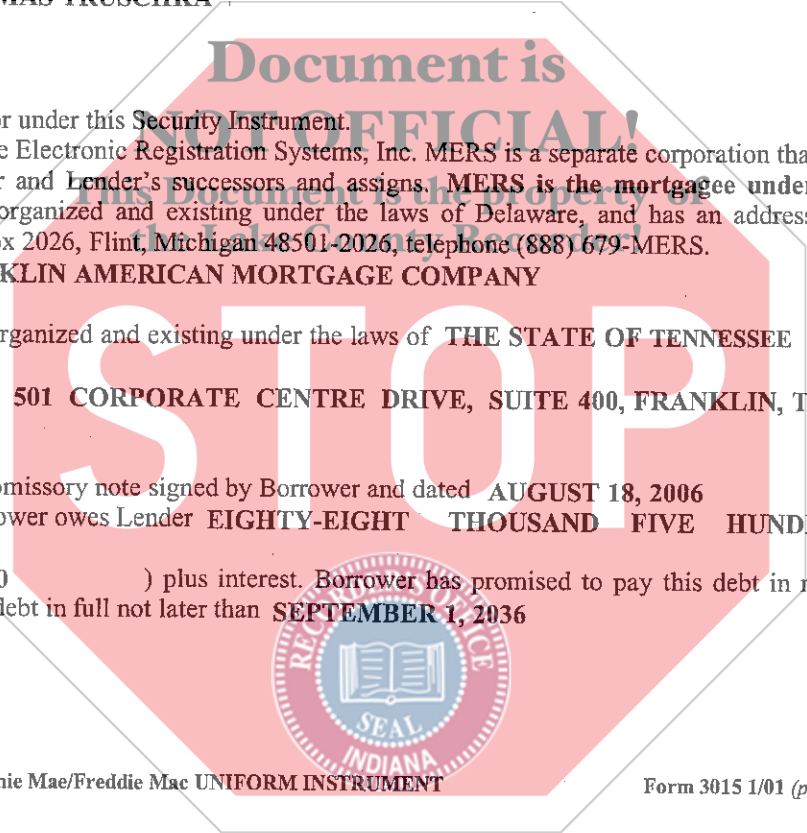 MAS TRUSCHKA
Document is
or under this Security Instrument.
NOT OFFICIAL!
e Electronic Registration Systems, Inc. MERS is a separate corporation tha
r and Lender's successors and assigns. MERS is the mortgagee under
This Document is the property of
organized and existing under the laws of Delaware, and has an address
ox 2026, Flint, Michigan 48501-2026, telephone (888) 679-MERS.
the Lake County Recorder!
KLIN AMERICAN MORTGAGE COMPANY
rganized and existing under the laws of THE STATE OF TENNESSEE
STOP
501 CORPORATE CENTRE DRIVE, SUITE 400, FRANKLIN, T
omissory note signed by Borrower and dated AUGUST 18, 2006
ower owes Lender EIGHTY-EIGHT THOUSAND FIVE HUND
0 ) plus interest. Borrower has promised to pay this debt in
debt in full not later than SEPTEMBER 1, 2036
RECORDER'S OFFICE
SEAL
INDIANA
nie Mae/Freddie Mac UNIFORM INSTRUMENT Form 3015 1/01